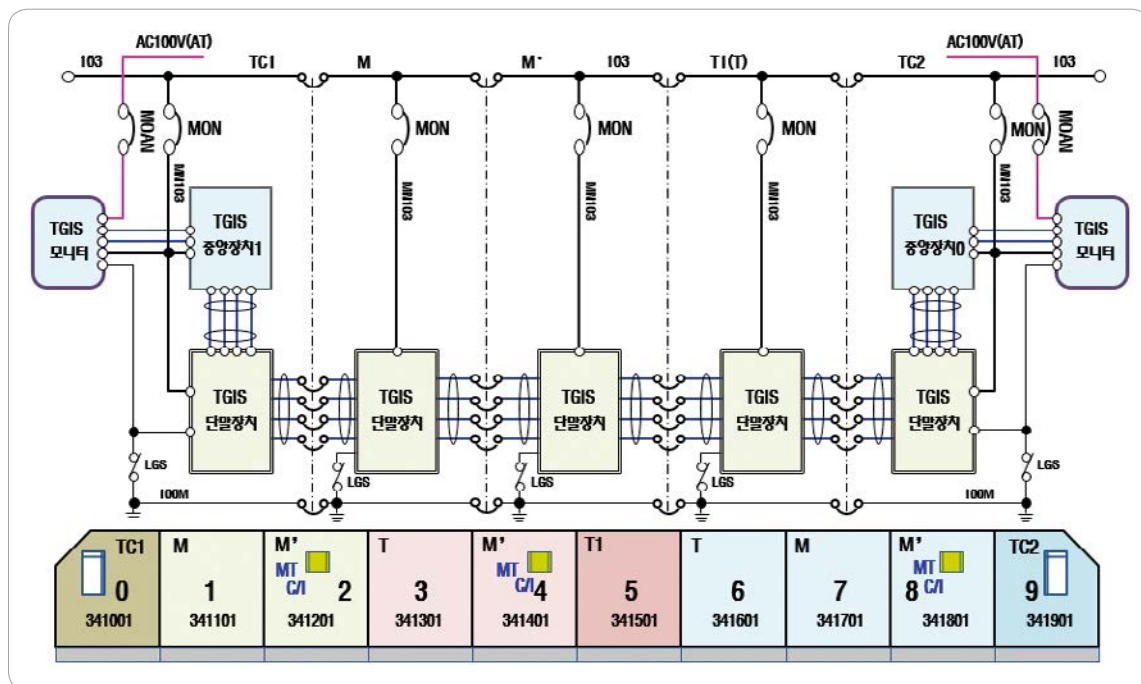 AC100V(AT)
AC100V(AT)
103
TC1
M
M'
103
T1(T)
TC2
103
MOAN
MON
MON
MON
MON
MON
MOAN
MN103
MN103
MN103
MN103
MN103
TGIS
모니터
TGIS
중앙장치1
TGIS
중앙장치0
TGIS
모니터
TGIS
단말장치
TGIS
단말장치
TGIS
단말장치
TGIS
단말장치
TGIS
단말장치
LGS
LGS
LGS
LGS
LGS
100M
100M
TC1
0
341001
M
1
341101
M'
MT
C/I
2
341201
T
3
341301
M'
MT
C/I
4
341401
T1
5
341501
T
6
341601
M
7
341701
M'
MT
C/I
8
341801
TC2
9
341901